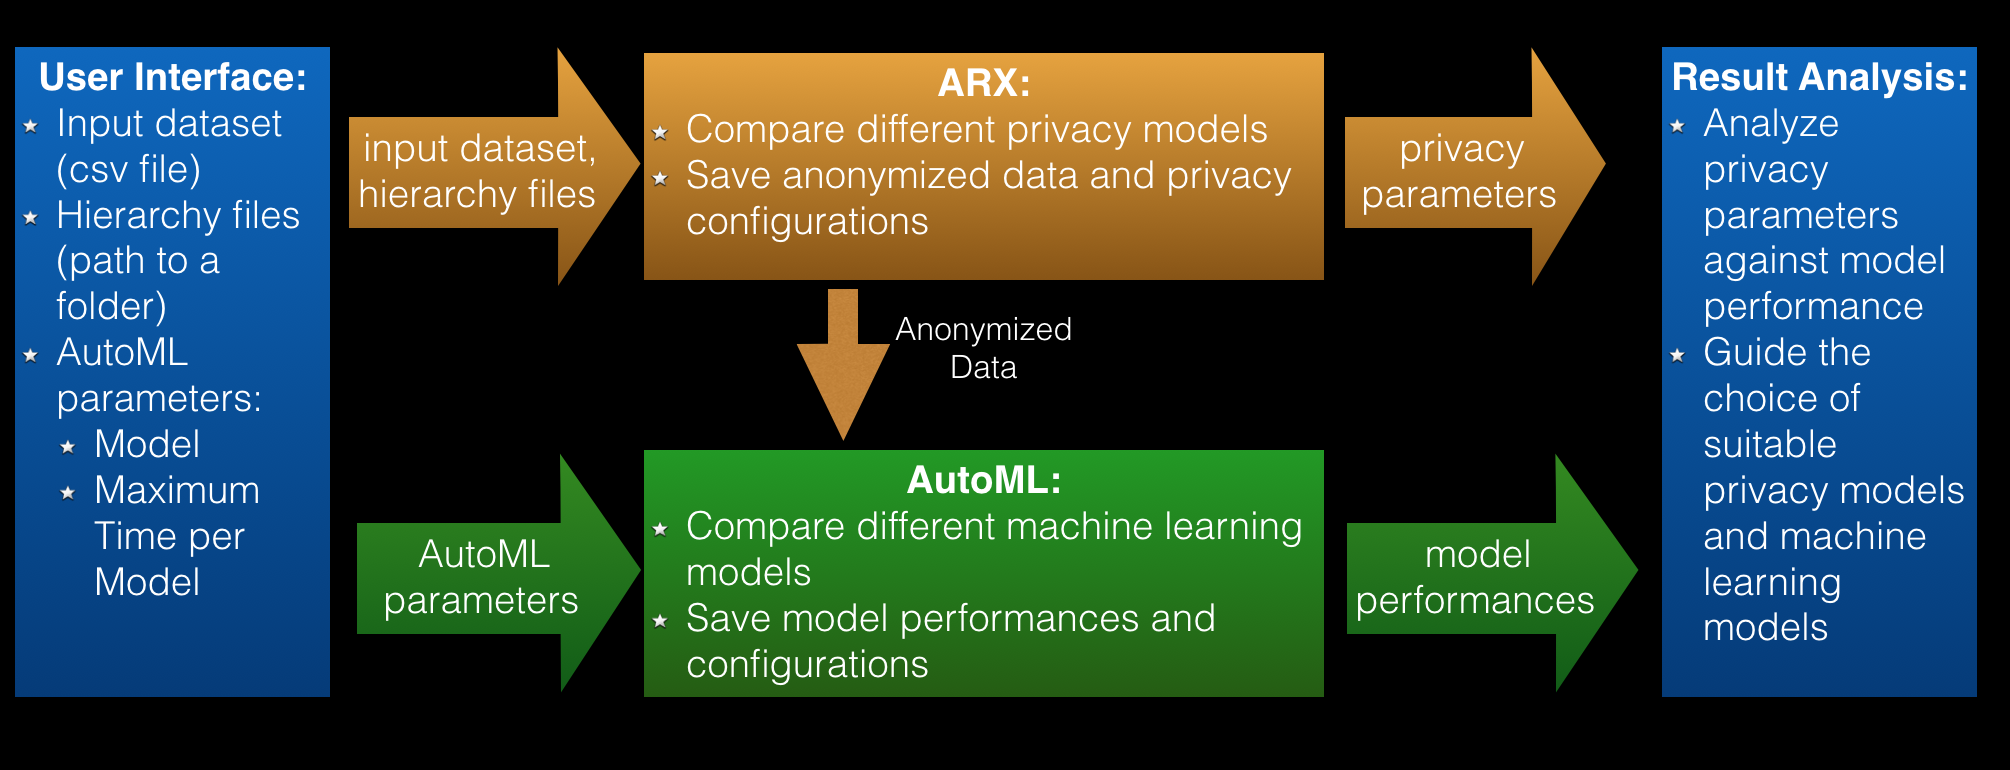 User Interface:
Input dataset
(csv file)
Hierarchy files
(path to a
folder)
AutoML
parameters:
Model
Maximum
Time per
Model
input dataset,
hierarchy files
AutoML
parameters
ARX:
Compare different privacy models
Save anonymized data and privacy
configurations
Anonymized
Data
AutoML:
Compare different machine learning
models
Save model performances and
configurations
privacy
parameters
model
performances
Result Analysis:
Analyze
privacy
parameters
against model
performance
Guide the
choice of
suitable
privacy models
and machine
learning
models